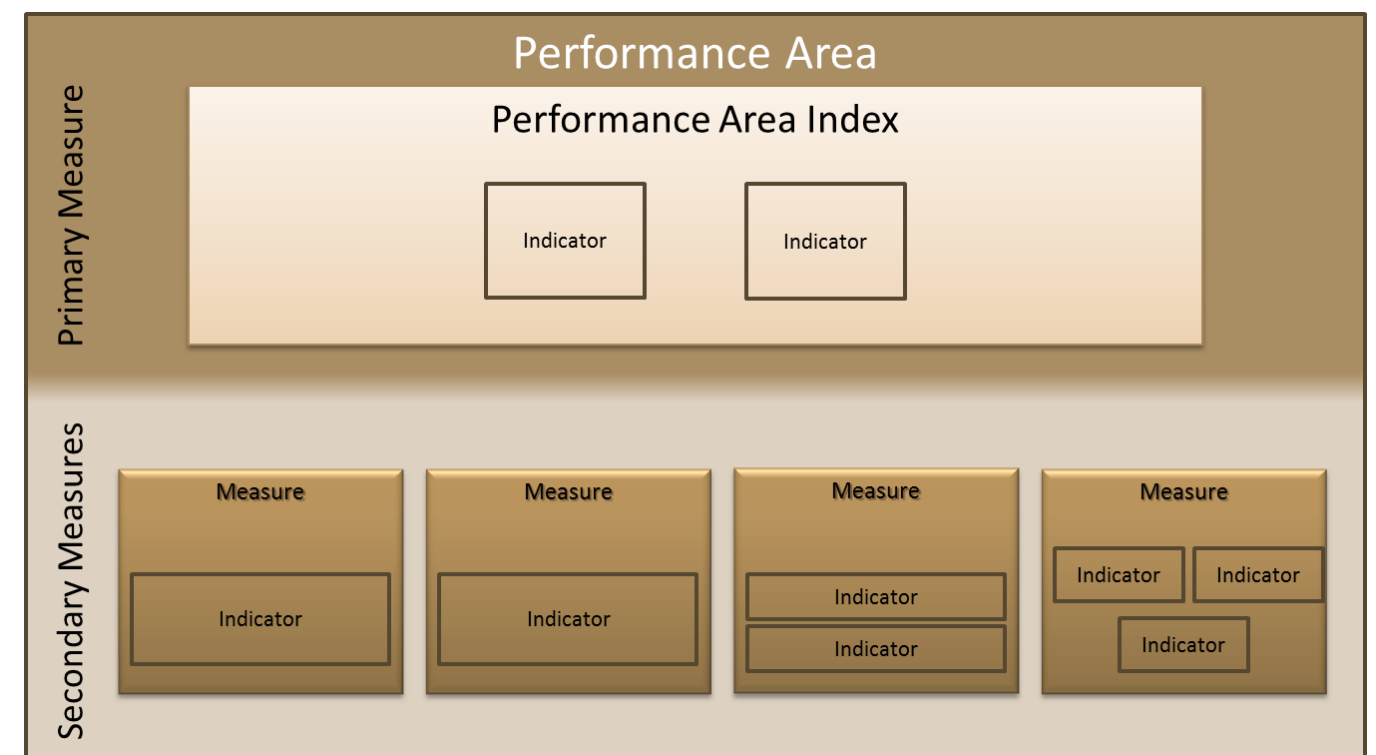 Performance Area
Primary Measure
Performance Area Index
Indicator
Indicator
Secondary Measures
Measure
Indicator
Measure
Indicator
Measure
Indicator
Indicator
Measure
Indicator
Indicator
Indicator